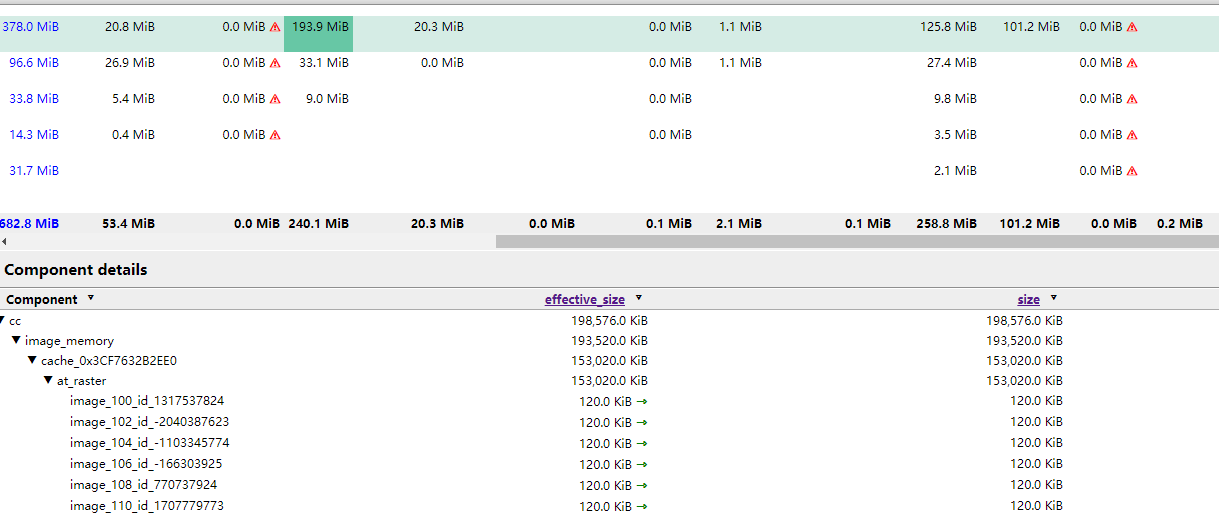 378.0 MiB 20.8 MiB 0.0 MiB 193.9 MiB 20.3 MiB 0.0 MiB 1.1 MiB 125.8 MiB 101.2 MiB 0.0 MiB
96.6 MiB 26.9 MiB 0.0 MiB 33.1 MiB 0.0 MiB 0.0 MiB 1.1 MiB 27.4 MiB 0.0 MiB
33.8 MiB 5.4 MiB 0.0 MiB 9.0 MiB 0.0 MiB 9.8 MiB 0.0 MiB
14.3 MiB 0.4 MiB 0.0 MiB 0.0 MiB 3.5 MiB 0.0 MiB
31.7 MiB 2.1 MiB 0.0 MiB
682.8 MiB 53.4 MiB 0.0 MiB 240.1 MiB 20.3 MiB 0.0 MiB 0.1 MiB 2.1 MiB 0.1 MiB 258.8 MiB 101.2 MiB 0.0 MiB 0.2 MiB
Component details
Component ▼ effective_size ▼ size ▼
▼ cc 198,576.0 KiB 198,576.0 KiB
▼ image_memory 193,520.0 KiB 193,520.0 KiB
▼ cache_0x3CF7632B2EE0 153,020.0 KiB 153,020.0 KiB
▼ at_raster 153,020.0 KiB 153,020.0 KiB
image_100_id_1317537824 120.0 KiB → 120.0 KiB
image_102_id_-2040387623 120.0 KiB → 120.0 KiB
image_104_id_-1103345774 120.0 KiB → 120.0 KiB
image_106_id_-166303925 120.0 KiB → 120.0 KiB
image_108_id_770737924 120.0 KiB → 120.0 KiB
image_110_id_1707779773 120.0 KiB → 120.0 KiB